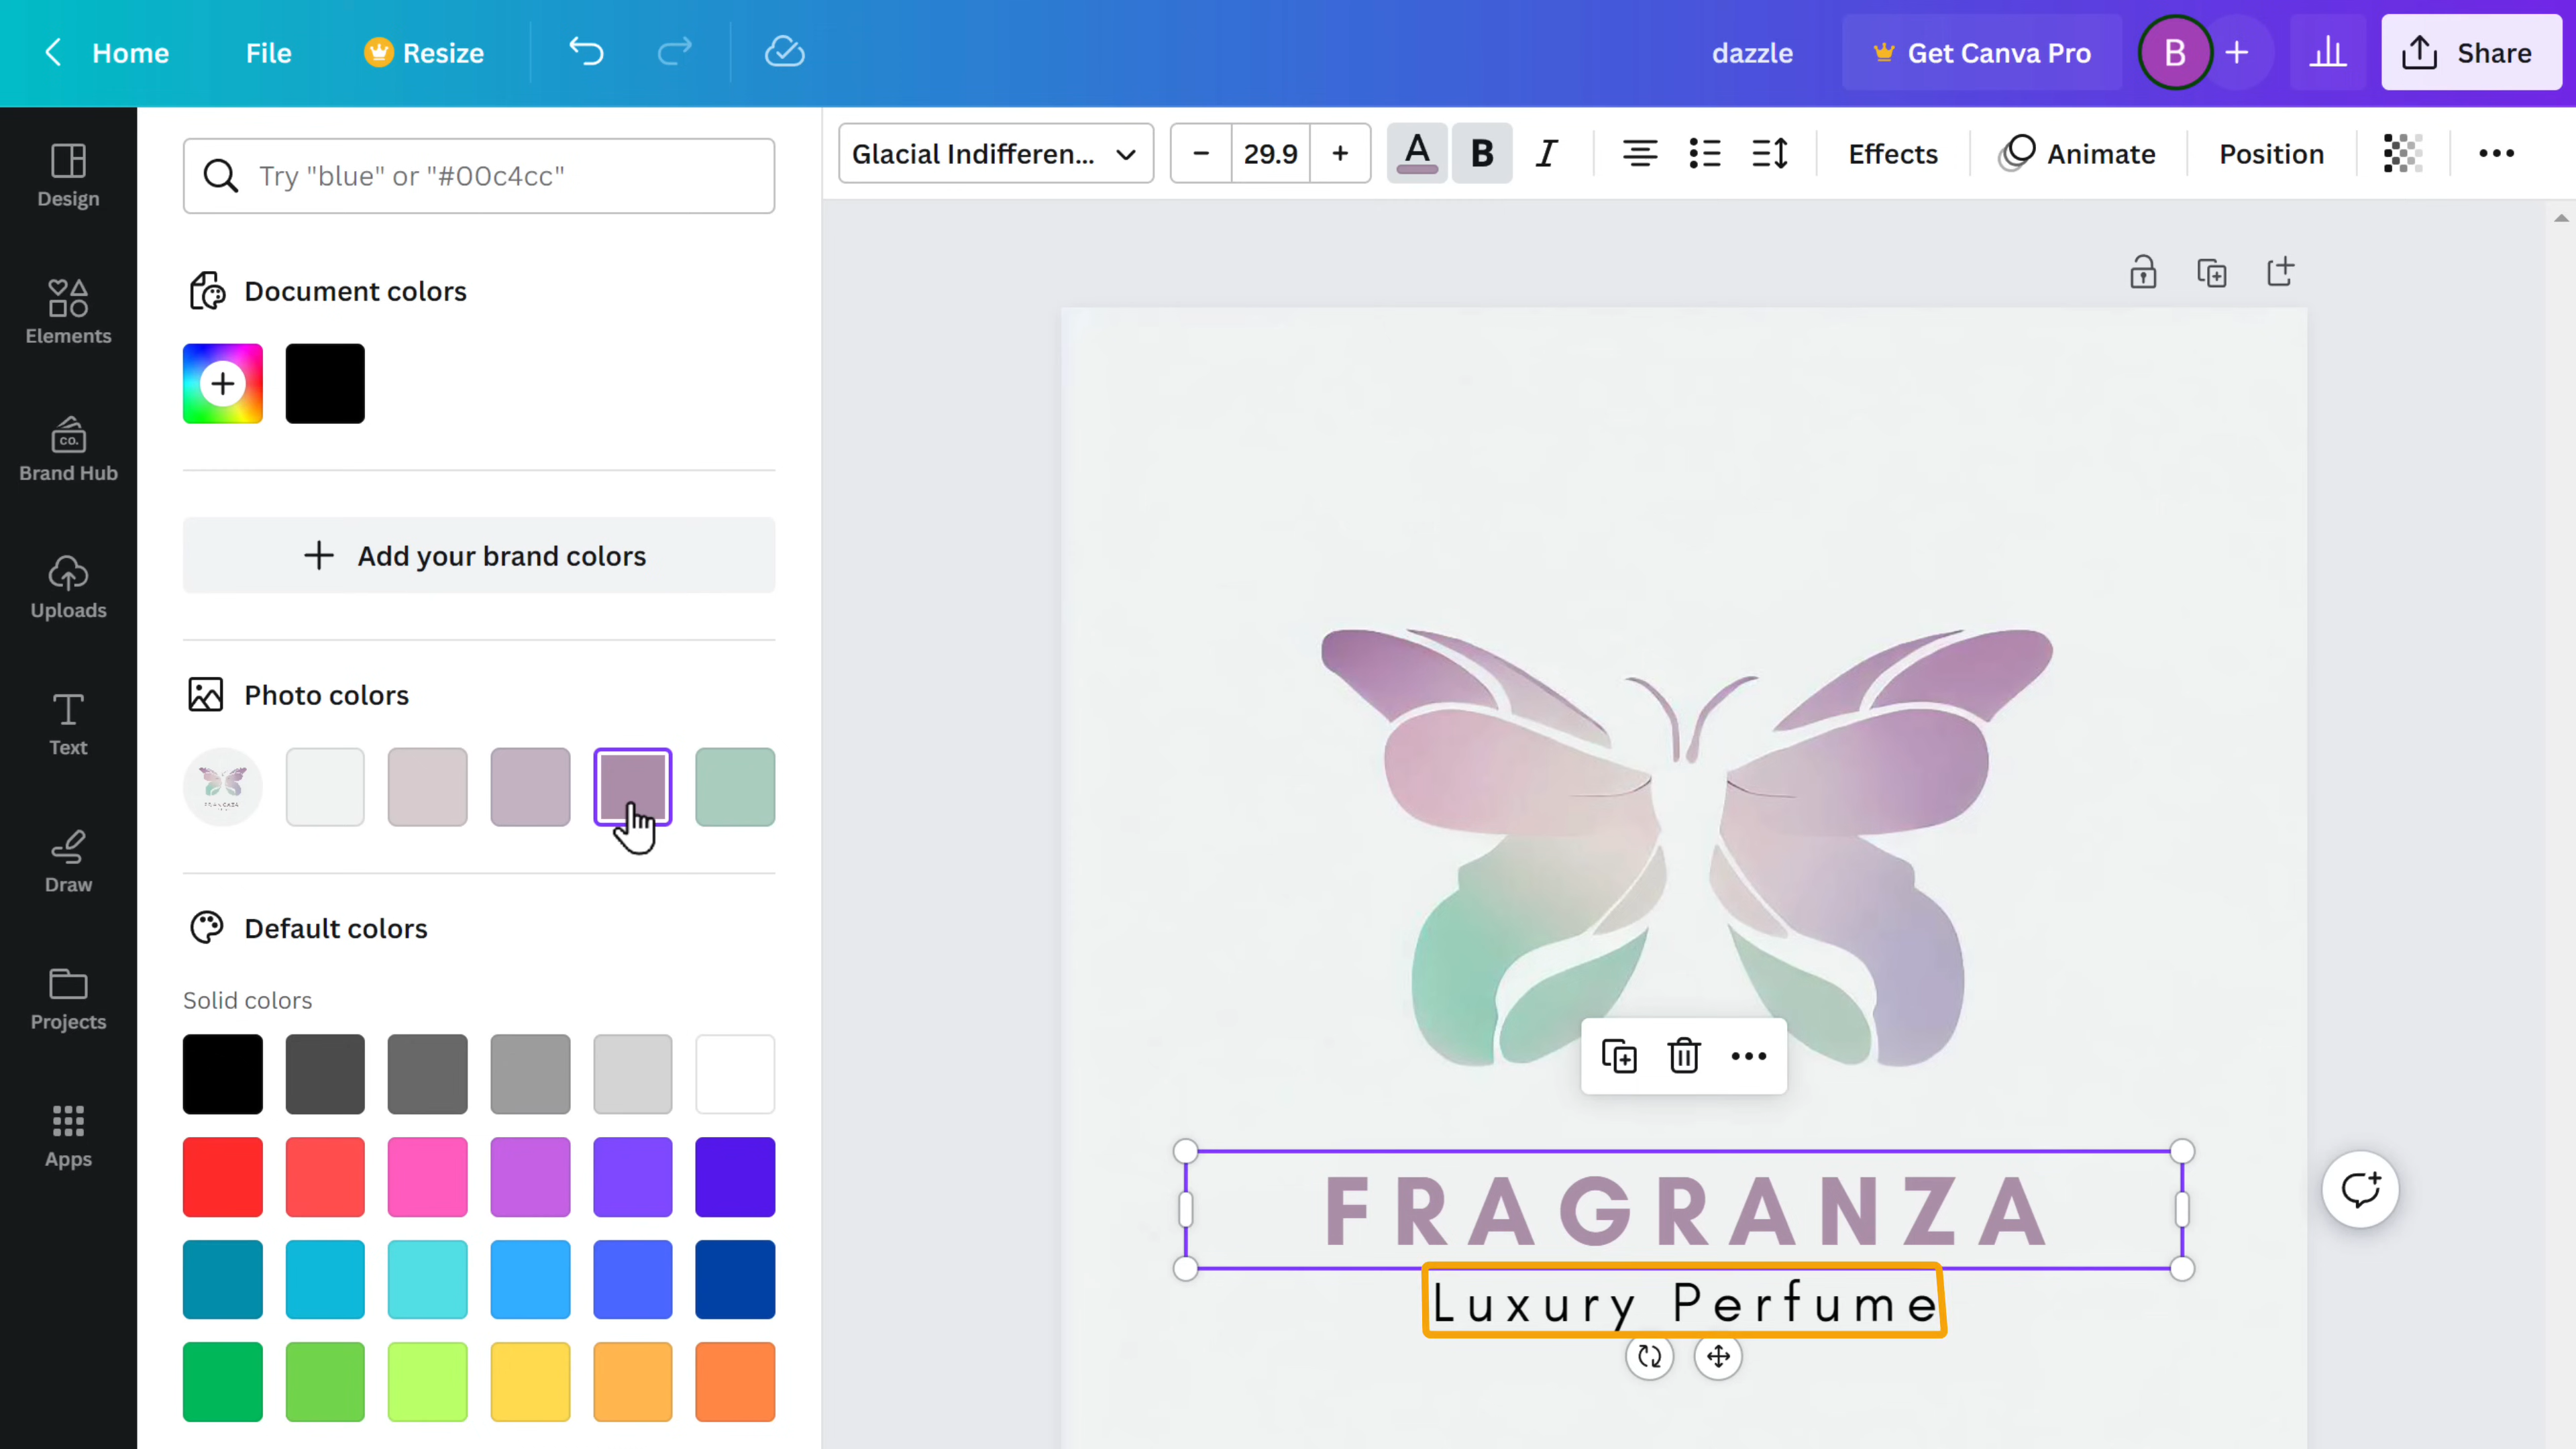 Home
File
Resize
dazzle
Get Canva Pro
B
Share
Design
Elements
CO.
Brand Hub
Uploads
Text
Draw
Projects
Apps
Try "blue" or "#00c4cc"
Document colors
Add your brand colors
Photo colors
Default colors
Solid colors
Glacial Indifferen...
29.9
A
B
I
Effects
Animate
Position
FRAGRANZA
Luxury Perfume